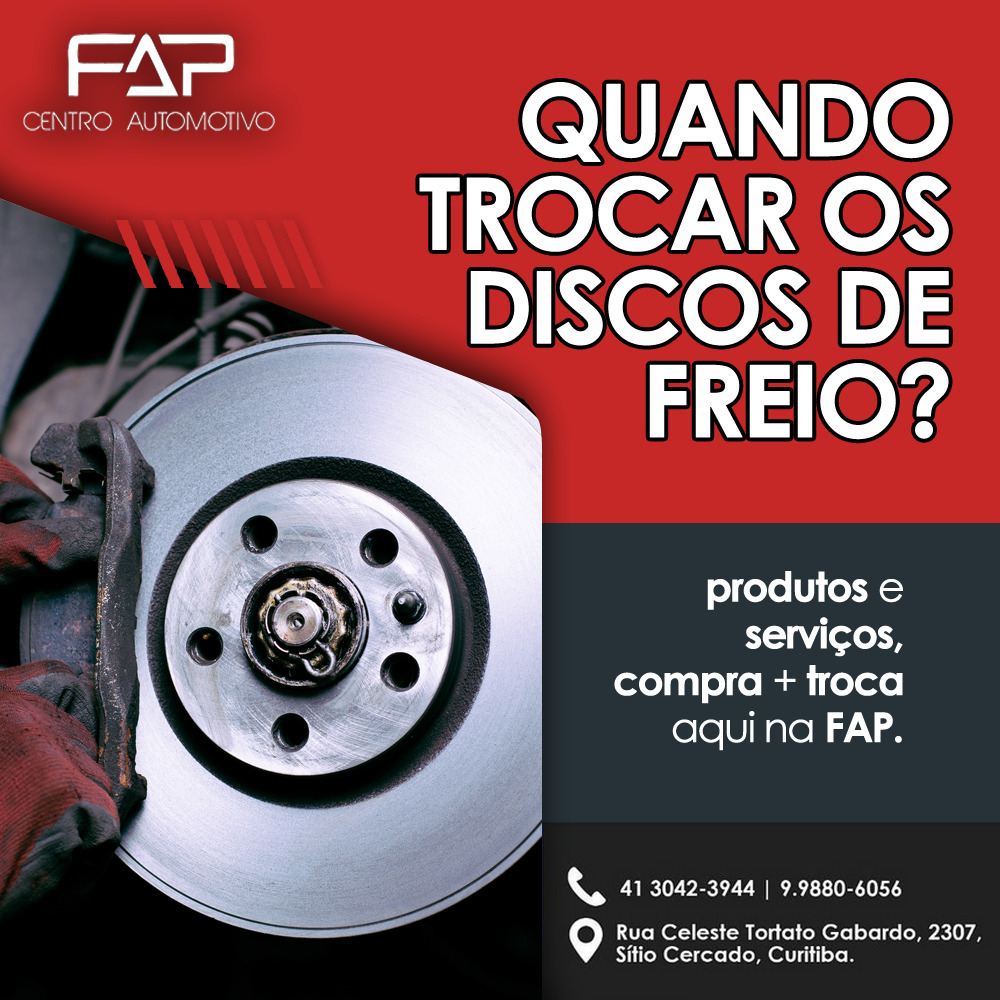 FAP
CENTRO AUTOMOTIVO
QUANDO
TROCAR OS
DISCOS DE
FREIO?
produtos e
serviços,
compra + troca
aqui na FAP.
41 3042-3944 | 9.9880-6056
Rua Celeste Tortato Gabardo, 2307,
Sítio Cercado, Curitiba.